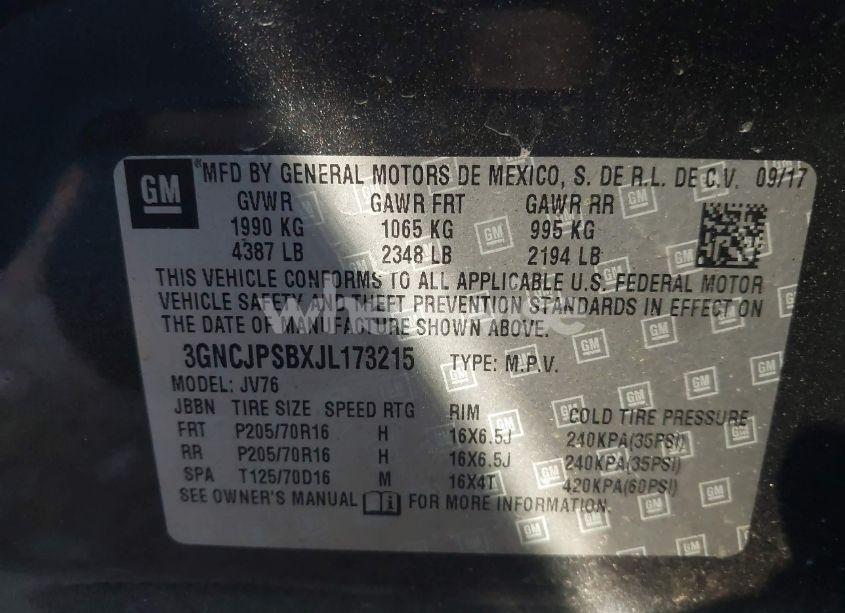 GM ® MFD BY GENERAL MOTORS DE MEXICO, S. DE R.L. DE C.V. 09/17
GVWR GAWR FRT GAWR RR
1990 KG 1065 KG 995 KG
4387 LB 2348 LB 2194 LB
THIS VEHICLE CONFORMS TO ALL APPLICABLE U.S. FEDERAL MOTOR
VEHICLE SAFETY AND THEFT PREVENTION STANDARDS IN EFFECT ON
THE DATE OF MANUFACTURE SHOWN ABOVE.
3GNCJPSBXJL173215 TYPE: M.P.V.
MODEL: JV76
JBBN TIRE SIZE SPEED RTG RIM COLD TIRE PRESSURE
FRT P205/70R16 H 16X6.5J 240KPA(35PSI)
RR P205/70R16 H 16X6.5J 240KPA(35PSI)
SPA T125/70D16 M 16X4T 420KPA(60PSI)
SEE OWNER'S MANUAL FOR MORE INFORMATION.